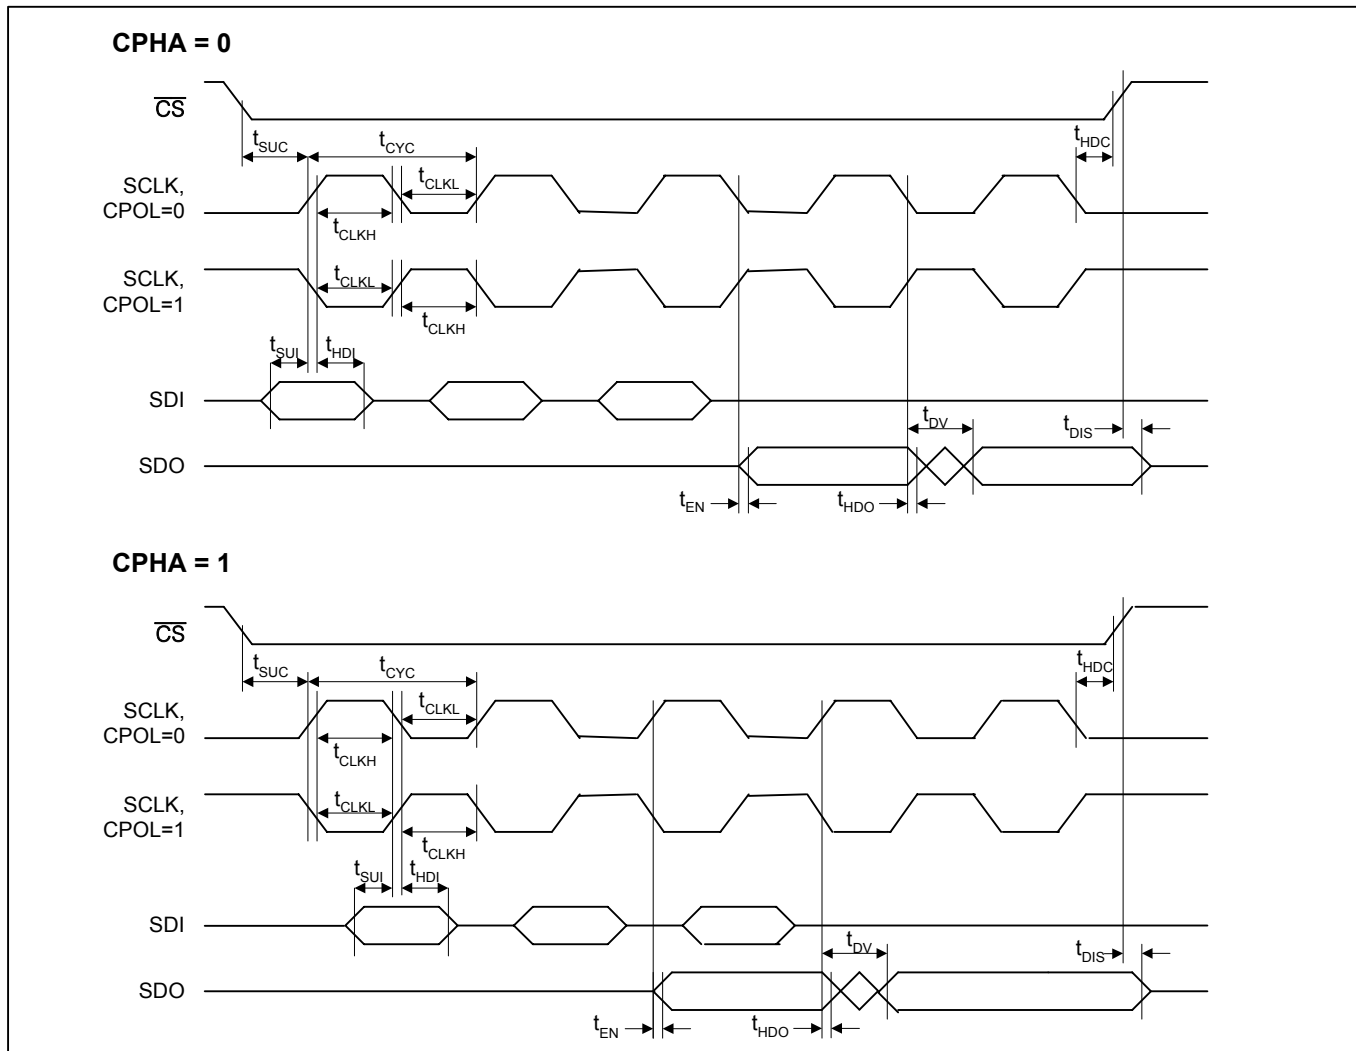 CPHA = 0
CS
tSUC
tCYC
tHDC
SCLK,
CPOL=0
tCLKL
tCLKH
SCLK,
CPOL=1
tCLKL
tCLKH
tSUI
tHDI
SDI
tDV
tDIS
SDO
tEN
tHDO
CPHA = 1
CS
tSUC
tCYC
tHDC
SCLK,
CPOL=0
tCLKL
tCLKH
SCLK,
CPOL=1
tCLKL
tCLKH
tSUI
tHDI
SDI
tDV
tDIS
SDO
tEN
tHDO